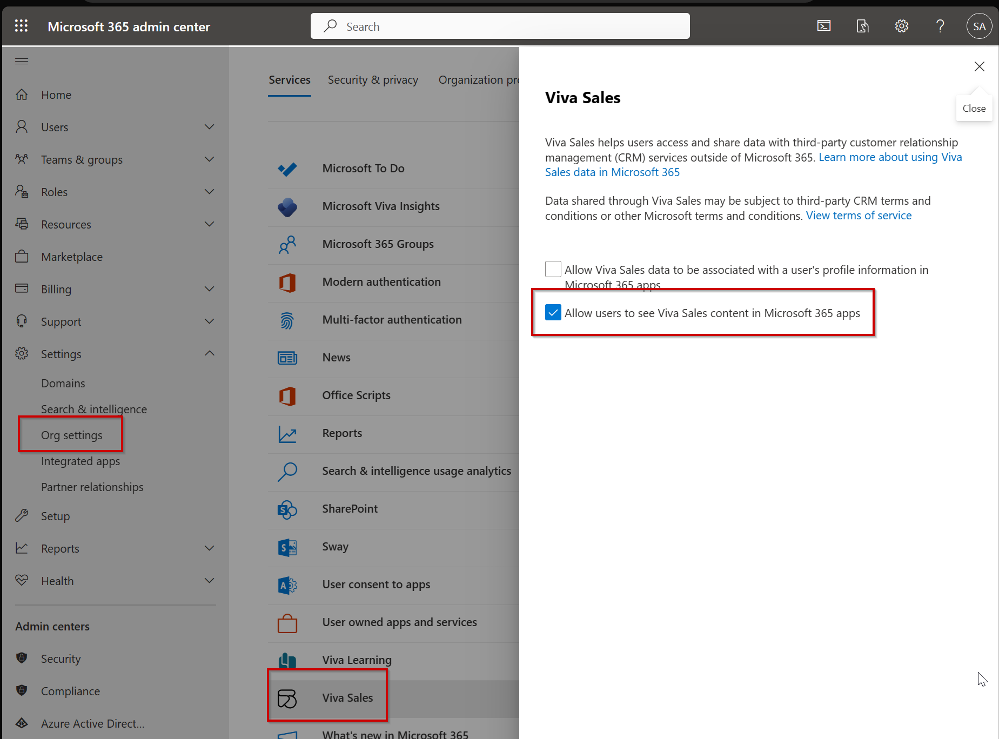 Microsoft 365 admin center
Search
SA
Home
Users
Teams & groups
Roles
Resources
Marketplace
Billing
Support
Settings
Domains
Search & intelligence
Org settings
Integrated apps
Partner relationships
Setup
Reports
Health
Admin centers
Security
Compliance
Azure Active Direct...
Services Security & privacy Organization pro
Microsoft To Do
Microsoft Viva Insights
Microsoft 365 Groups
Modern authentication
Multi-factor authentication
News
Office Scripts
Reports
Search & intelligence usage analytics
SharePoint
Sway
User consent to apps
User owned apps and services
Viva Learning
Viva Sales
What's new in Microsoft 365
Close
Viva Sales
Viva Sales helps users access and share data with third-party customer relationship
management (CRM) services outside of Microsoft 365. Learn more about using Viva
Sales data in Microsoft 365
Data shared through Viva Sales may be subject to third-party CRM terms and
conditions or other Microsoft terms and conditions. View terms of service
Allow Viva Sales data to be associated with a user's profile information in
Microsoft 365 apps
Allow users to see Viva Sales content in Microsoft 365 apps